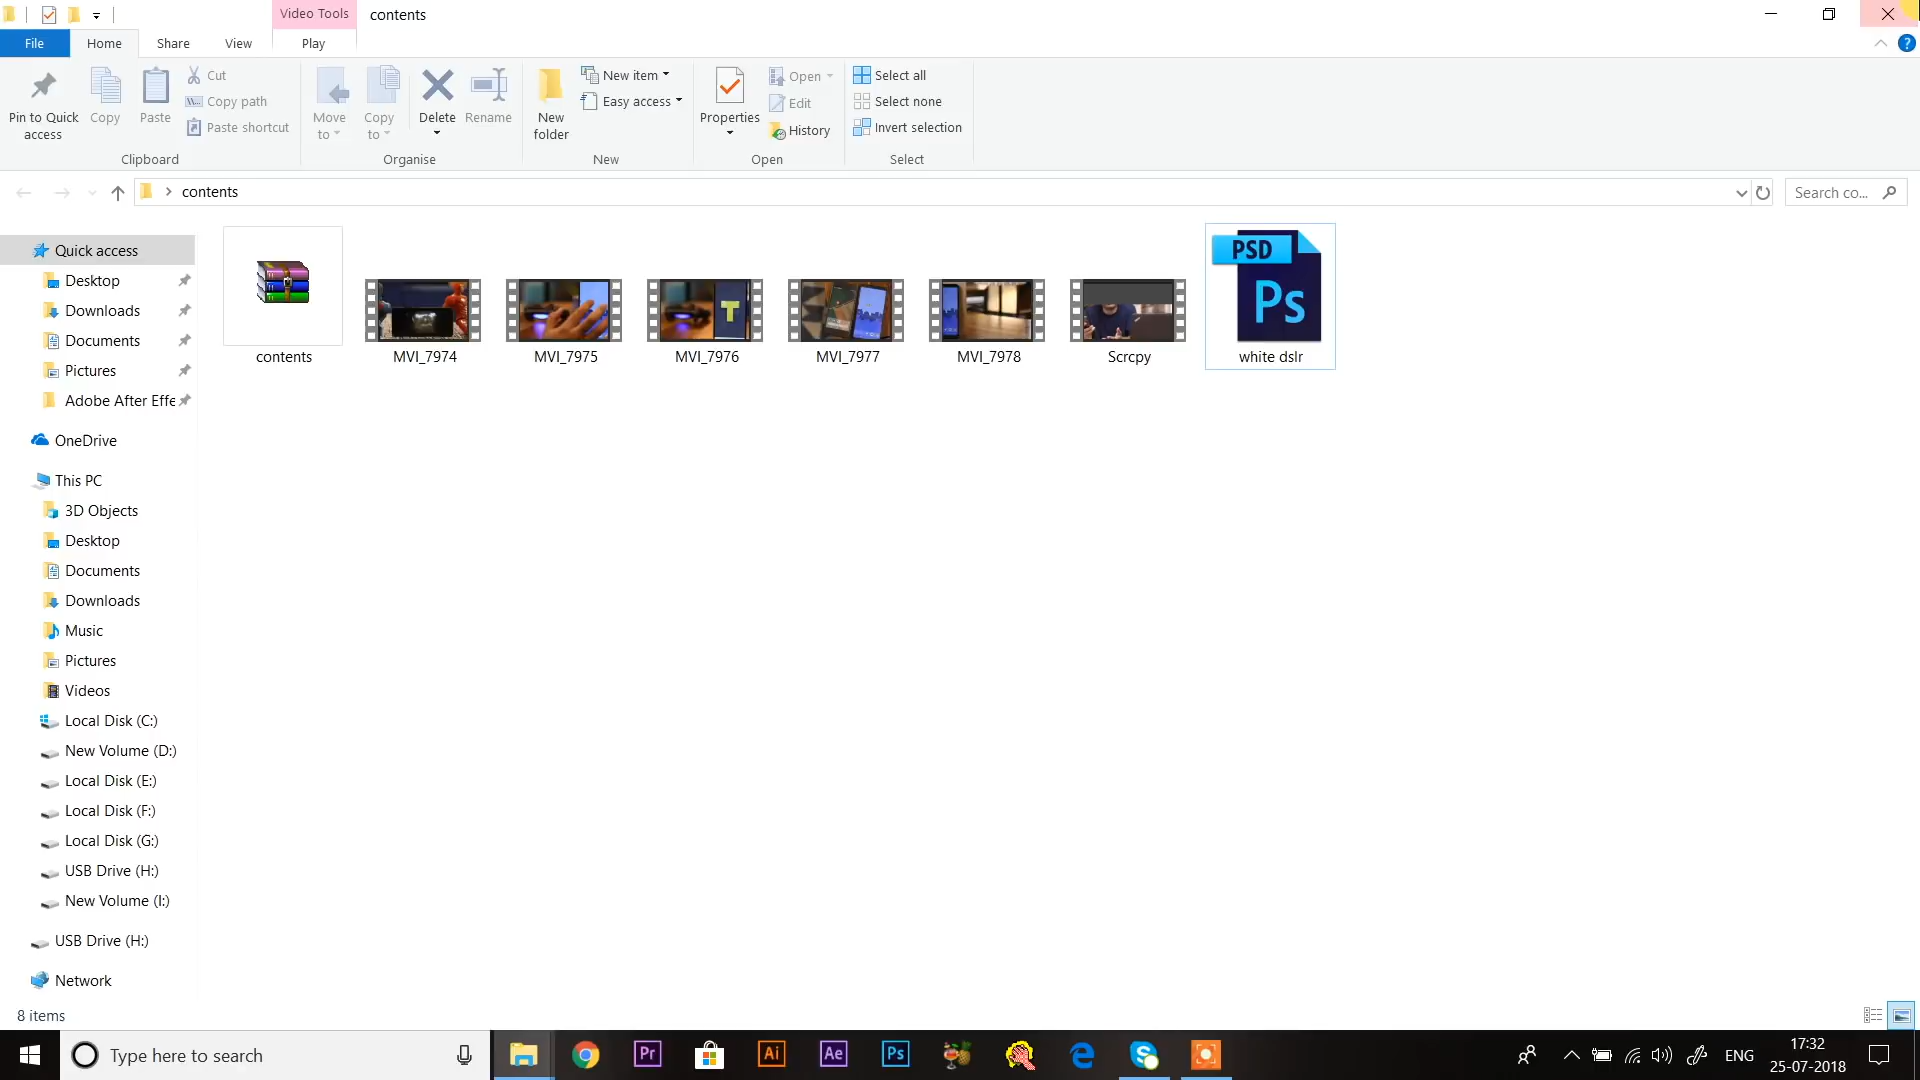 Video Tools
contents
File
Home
Share
View
Play
Pin to Quick access
Copy
Paste
Cut
Copy path
Paste shortcut
Clipboard
Move to
Copy to
Delete
Rename
Organise
New folder
New item
Easy access
New
Properties
Open
Edit
History
Open
Select all
Select none
Invert selection
Select
contents
Search co...
Quick access
Desktop
Downloads
Documents
Pictures
Adobe After Effe
OneDrive
This PC
3D Objects
Desktop
Documents
Downloads
Music
Pictures
Videos
Local Disk (C:)
New Volume (D:)
Local Disk (E:)
Local Disk (F:)
Local Disk (G:)
USB Drive (H:)
New Volume (I:)
USB Drive (H:)
Network
contents
MVI_7974
MVI_7975
T
MVI_7976
MVI_7977
MVI_7978
Scrcpy
PSD
Ps
white dslr
8 items
Type here to search
Pr
Ai
Ae
Ps
ENG
17:32
25-07-2018